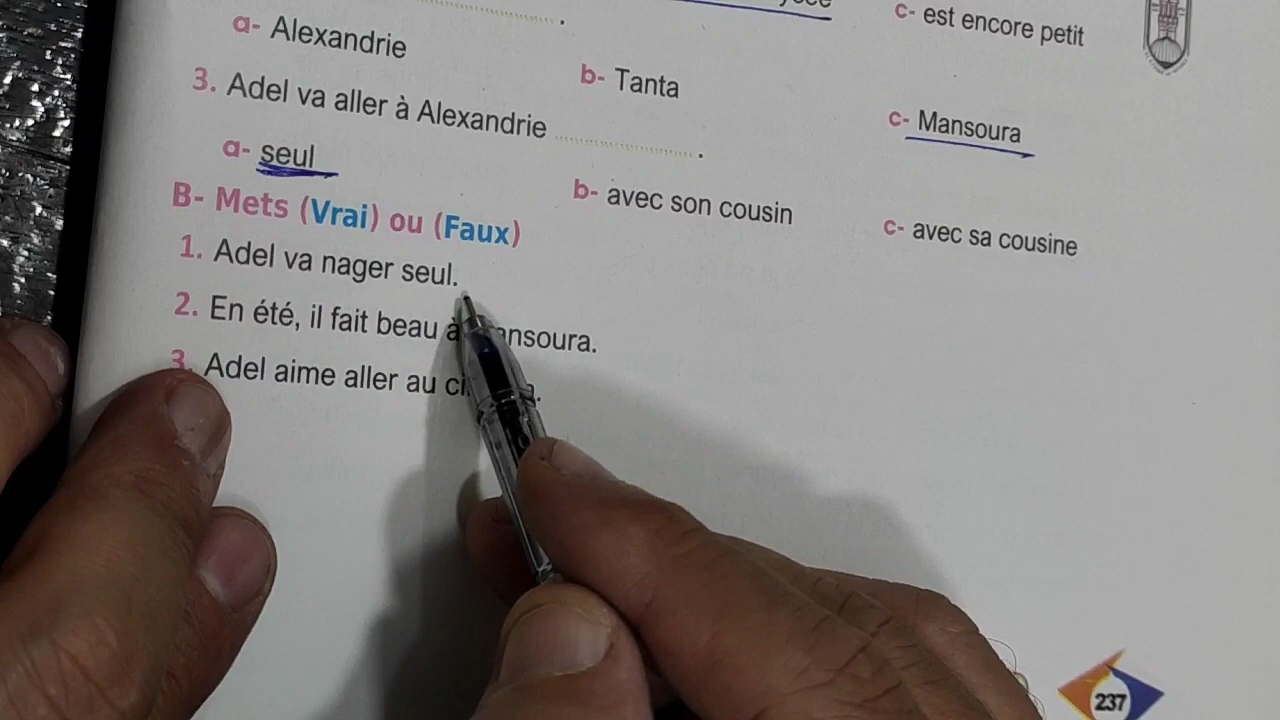 c- est encore petit
a- Alexandrie
b- Tanta
c- Mansoura
3. Adel va aller à Alexandrie .
a- seul
b- avec son cousin
c- avec sa cousine
B- Mets (Vrai) ou (Faux)
1. Adel va nager seul.
2. En été, il fait beau à Mansoura.
3. Adel aime aller au
237